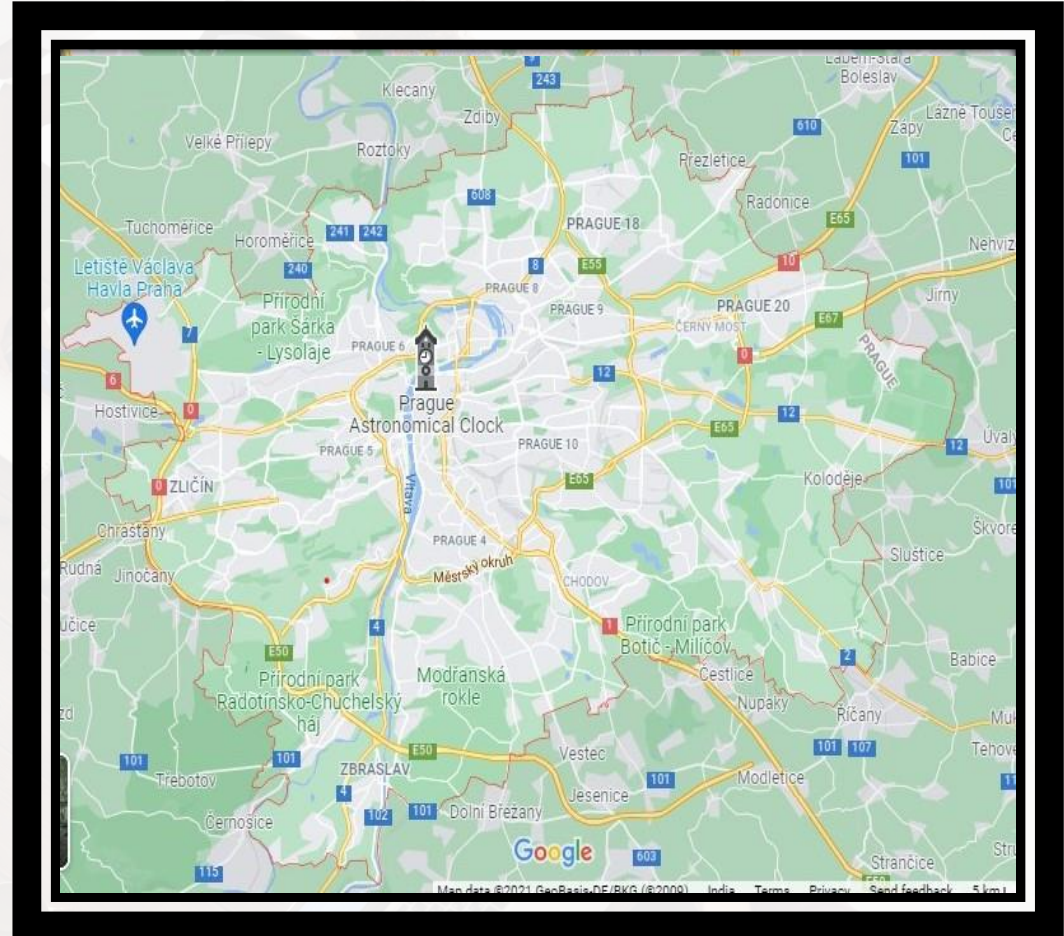 Labem-Stará
Boleslav
9
243
Klecany
Zdiby
Lázně
610
Zápy
Velké Přílepy
Roztoky
Přezletice
101
608
Radonice
E65
Tuchoměřice
Horoměřice
241
242
PRAGUE 18
Nehviz
Letiště Václava
Havla Praha
240
8
E55
10
PRAGUE 8
Jirny
Přírodní
park Šárka
- Lysolaje
PRAGUE 9
PRAGUE 20
E67
ČERNÝ MOST
7
PRAGUE 6
0
PRAGUE
6
12
Hostivice
0
Prague
Astronomical Clock
12
E65
PRAGUE 5
PRAGUE 10
12
Úvaly
0
ZLIČÍN
Vltava
E65
Koloděje
101
Chrášťany
PRAGUE 4
Škvore
Rudná
Jinočany
Městský okruh
CHODOV
Sluštice
4
1
Přírodní park
Botič - Milíčov
E50
2
Babice
Přírodní park
Radotínsko-Chuchelský
háj
Modřanská
rokle
Čestlice
Nupaky
Říčany
101
101
E50
Vestec
101
107
Tehov
Třebotov
ZBRASLAV
101
Modletice
4
Jesenice
102
101
Dolní Břežany
Černošice
Google
603
115
Strančice
E50
Map data ©2021 GeoBasis-DE/BKG (©2009)
India
Terms
Privacy
Send feedback
5 km